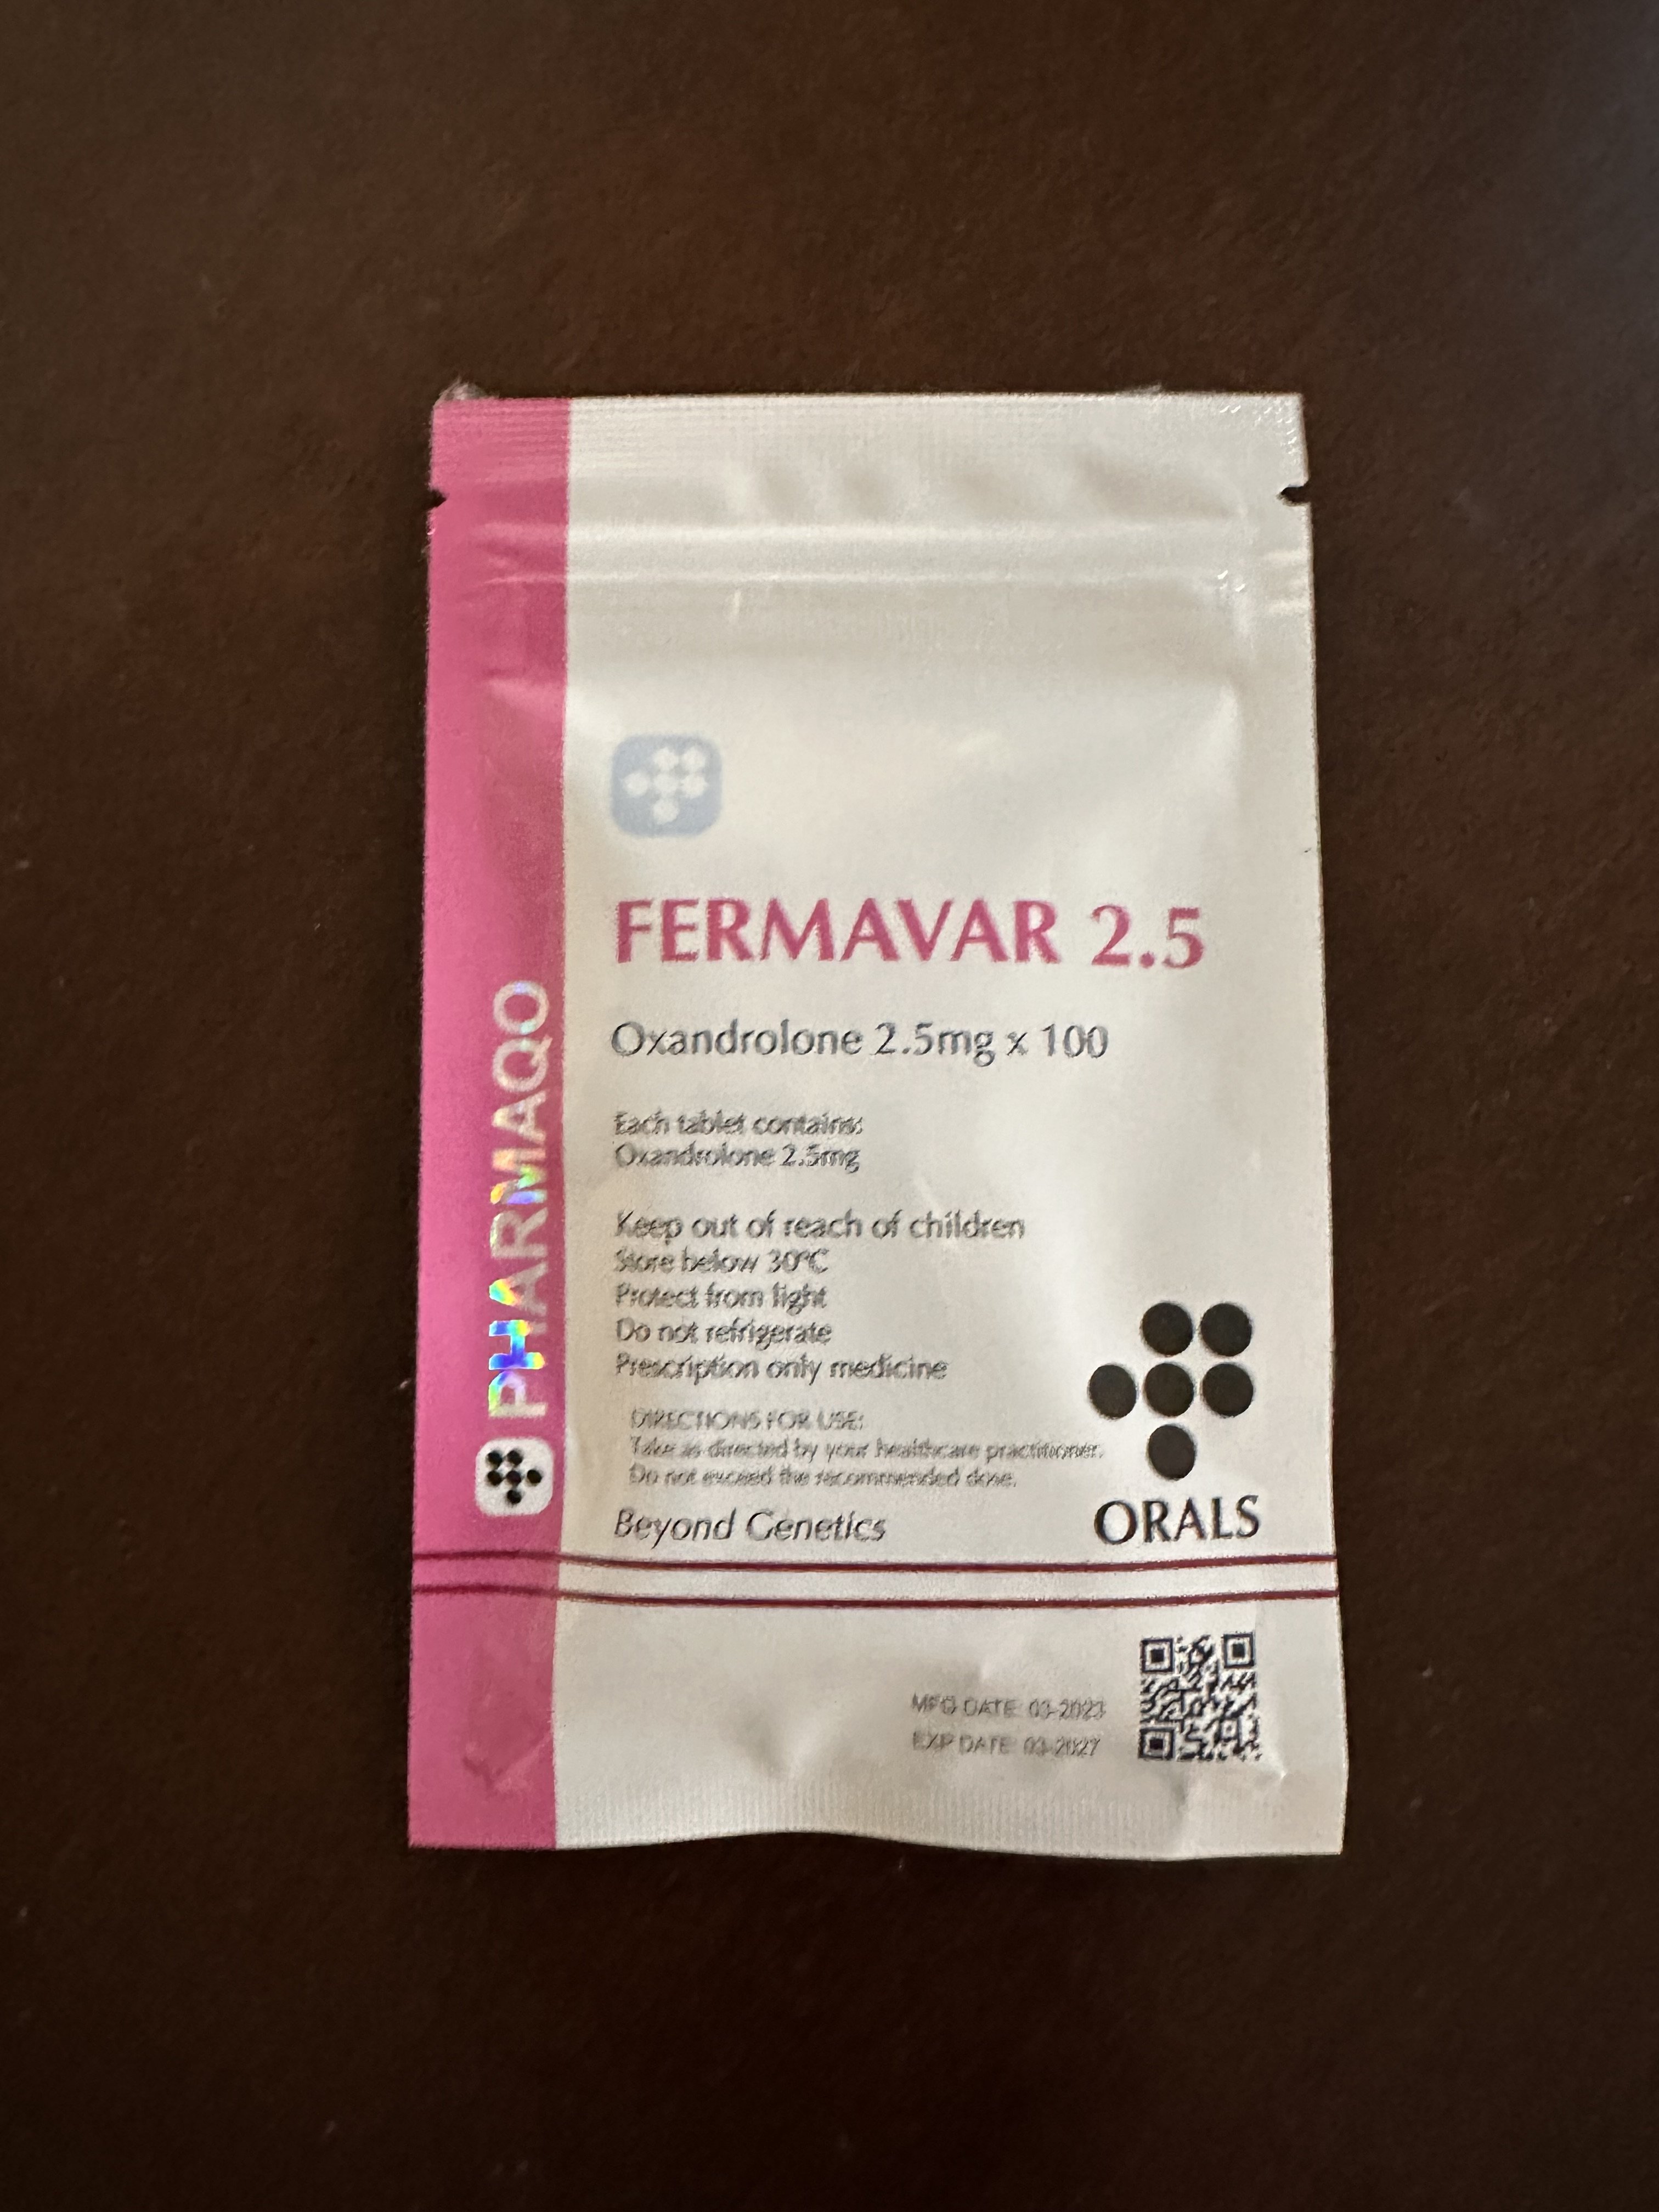 FERMAVAR 2.5
Oxandrolone 2.5mg x 100
Each tablet contains:
Oxandrolone 2.5mg
Keep out of reach of children
Store below 30°C
Protect from light
Do not refrigerate
Prescription only medicine
DIRECTIONS FOR USE:
Take as directed by your healthcare practitioner.
Do not exceed the recommended dose.
Beyond Genetics
ORALS
PHARMAQO
MFG DATE: 03-2023
EXP DATE: 03-2027